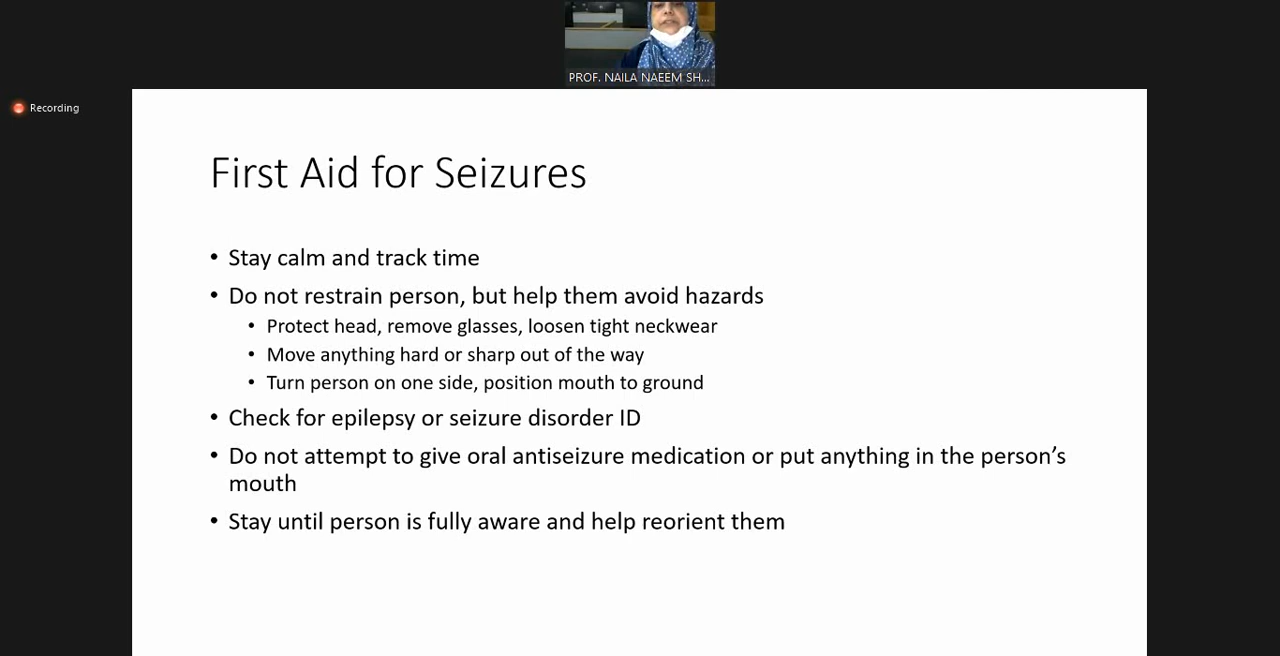 PROF. NAILA NAEEM SH...
Recording
First Aid for Seizures
• Stay calm and track time
• Do not restrain person, but help them avoid hazards
• Protect head, remove glasses, loosen tight neckwear
• Move anything hard or sharp out of the way
• Turn person on one side, position mouth to ground
• Check for epilepsy or seizure disorder ID
• Do not attempt to give oral antiseizure medication or put anything in the person’s
mouth
• Stay until person is fully aware and help reorient them